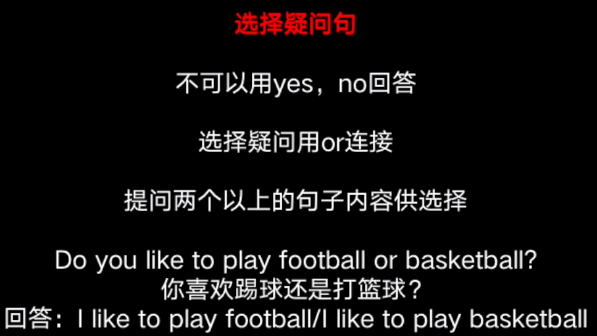 选择疑问句
不可以用yes，no回答
选择疑问用or连接
提问两个以上的句子内容供选择
Do you like to play football or basketball?
你喜欢踢球还是打篮球？
回答：I like to play football/I like to play basketball